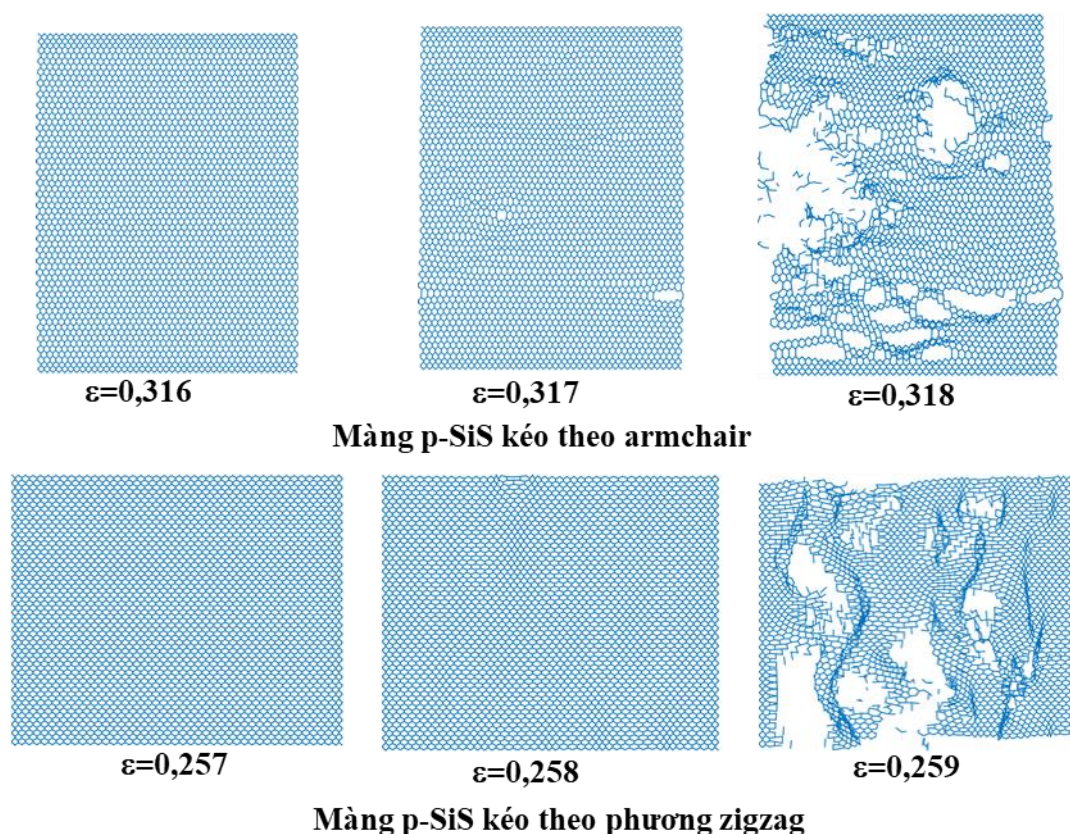 ε=0,316 ε=0,317 ε=0,318
Màng p-SiS kéo theo armchair
ε=0,257 ε=0,258 ε=0,259
Màng p-SiS kéo theo phương zigzag